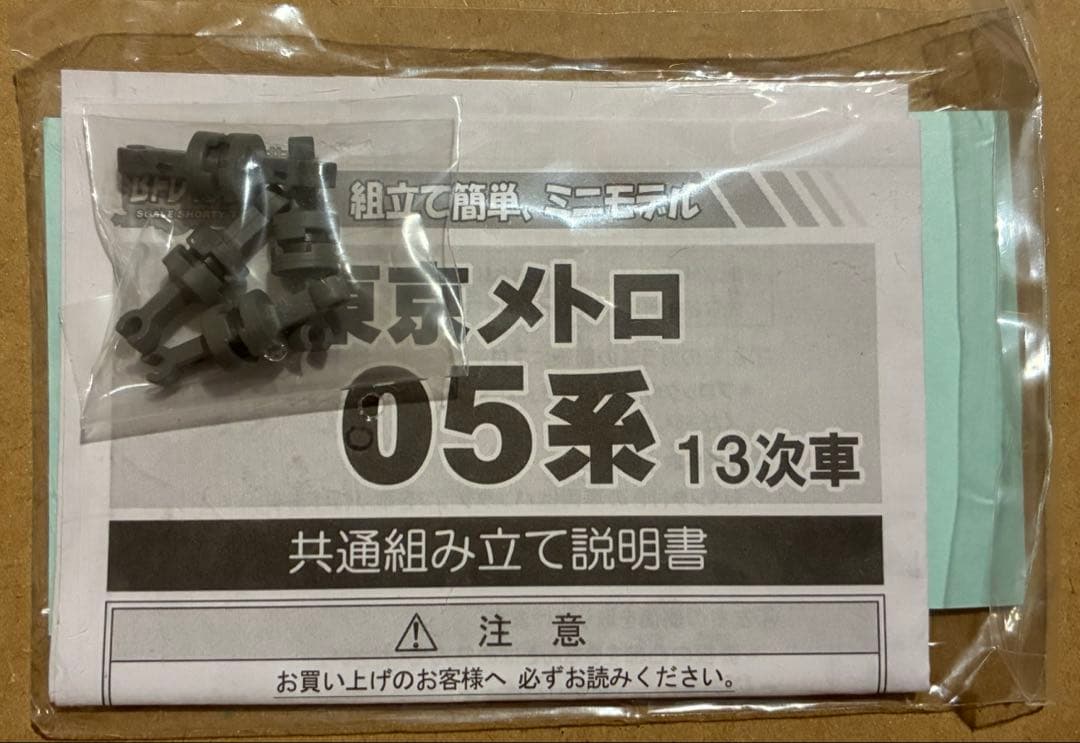 組立て簡単、ミニモデル
東京メトロ
05系 13次車
共通組み立て説明書
注 意
お買い上げのお客様へ 必ずお読みください。